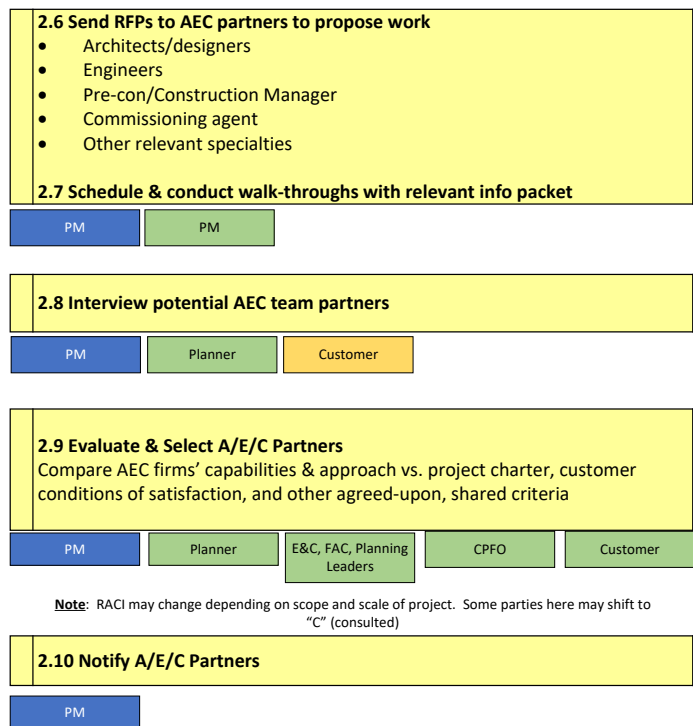 2.6 Send RFPs to AEC partners to propose work
• Architects/designers
• Engineers
• Pre-con/Construction Manager
• Commissioning agent
• Other relevant specialties
2.7 Schedule & conduct walk-throughs with relevant info packet
PM PM
2.8 Interview potential AEC team partners
PM Planner Customer
2.9 Evaluate & Select A/E/C Partners
Compare AEC firms’ capabilities & approach vs. project charter, customer
conditions of satisfaction, and other agreed-upon, shared criteria
PM Planner E&C, FAC, Planning CPFO Customer
Leaders
Note: RACI may change depending on scope and scale of project. Some parties here may shift to
“C” (consulted)
2.10 Notify A/E/C Partners
PM